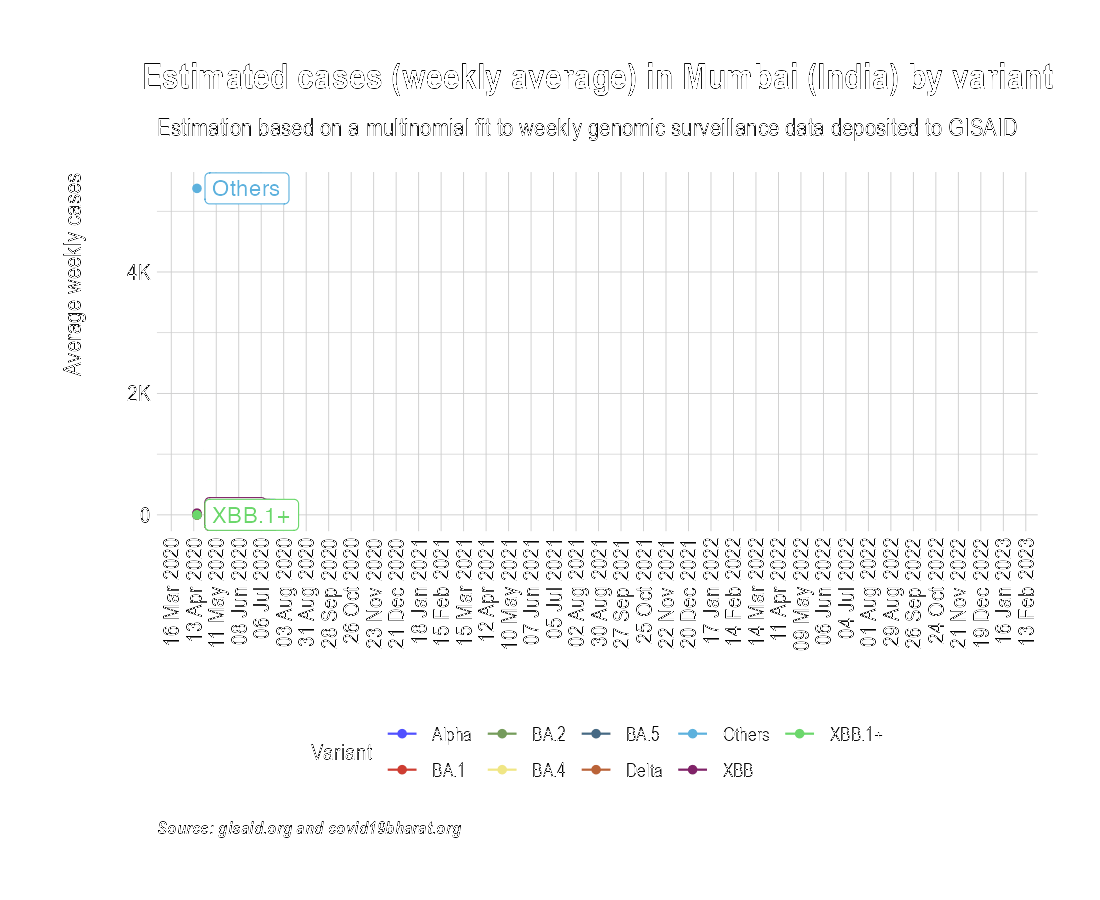 Estimated cases (weekly average) in Mumbai (India) by variant
Estimation based on a multinomial fit to weekly genomic surveillance data deposited to GISAID
Average weekly cases
Others
4K
2K
0
XBB.1+
16 Mar 2020
13 Apr 2020
11 May 2020
08 Jun 2020
06 Jul 2020
03 Aug 2020
31 Aug 2020
28 Sep 2020
26 Oct 2020
23 Nov 2020
21 Dec 2020
18 Jan 2021
15 Feb 2021
15 Mar 2021
12 Apr 2021
10 May 2021
07 Jun 2021
05 Jul 2021
02 Aug 2021
30 Aug 2021
27 Sep 2021
25 Oct 2021
22 Nov 2021
20 Dec 2021
17 Jan 2022
14 Feb 2022
14 Mar 2022
11 Apr 2022
09 May 2022
06 Jun 2022
04 Jul 2022
01 Aug 2022
29 Aug 2022
26 Sep 2022
24 Oct 2022
21 Nov 2022
19 Dec 2022
16 Jan 2023
13 Feb 2023
Variant
Alpha BA.2 BA.5 Others XBB.1+
BA.1 BA.4 Delta XBB
Source: gisaid.org and covid19bharat.org